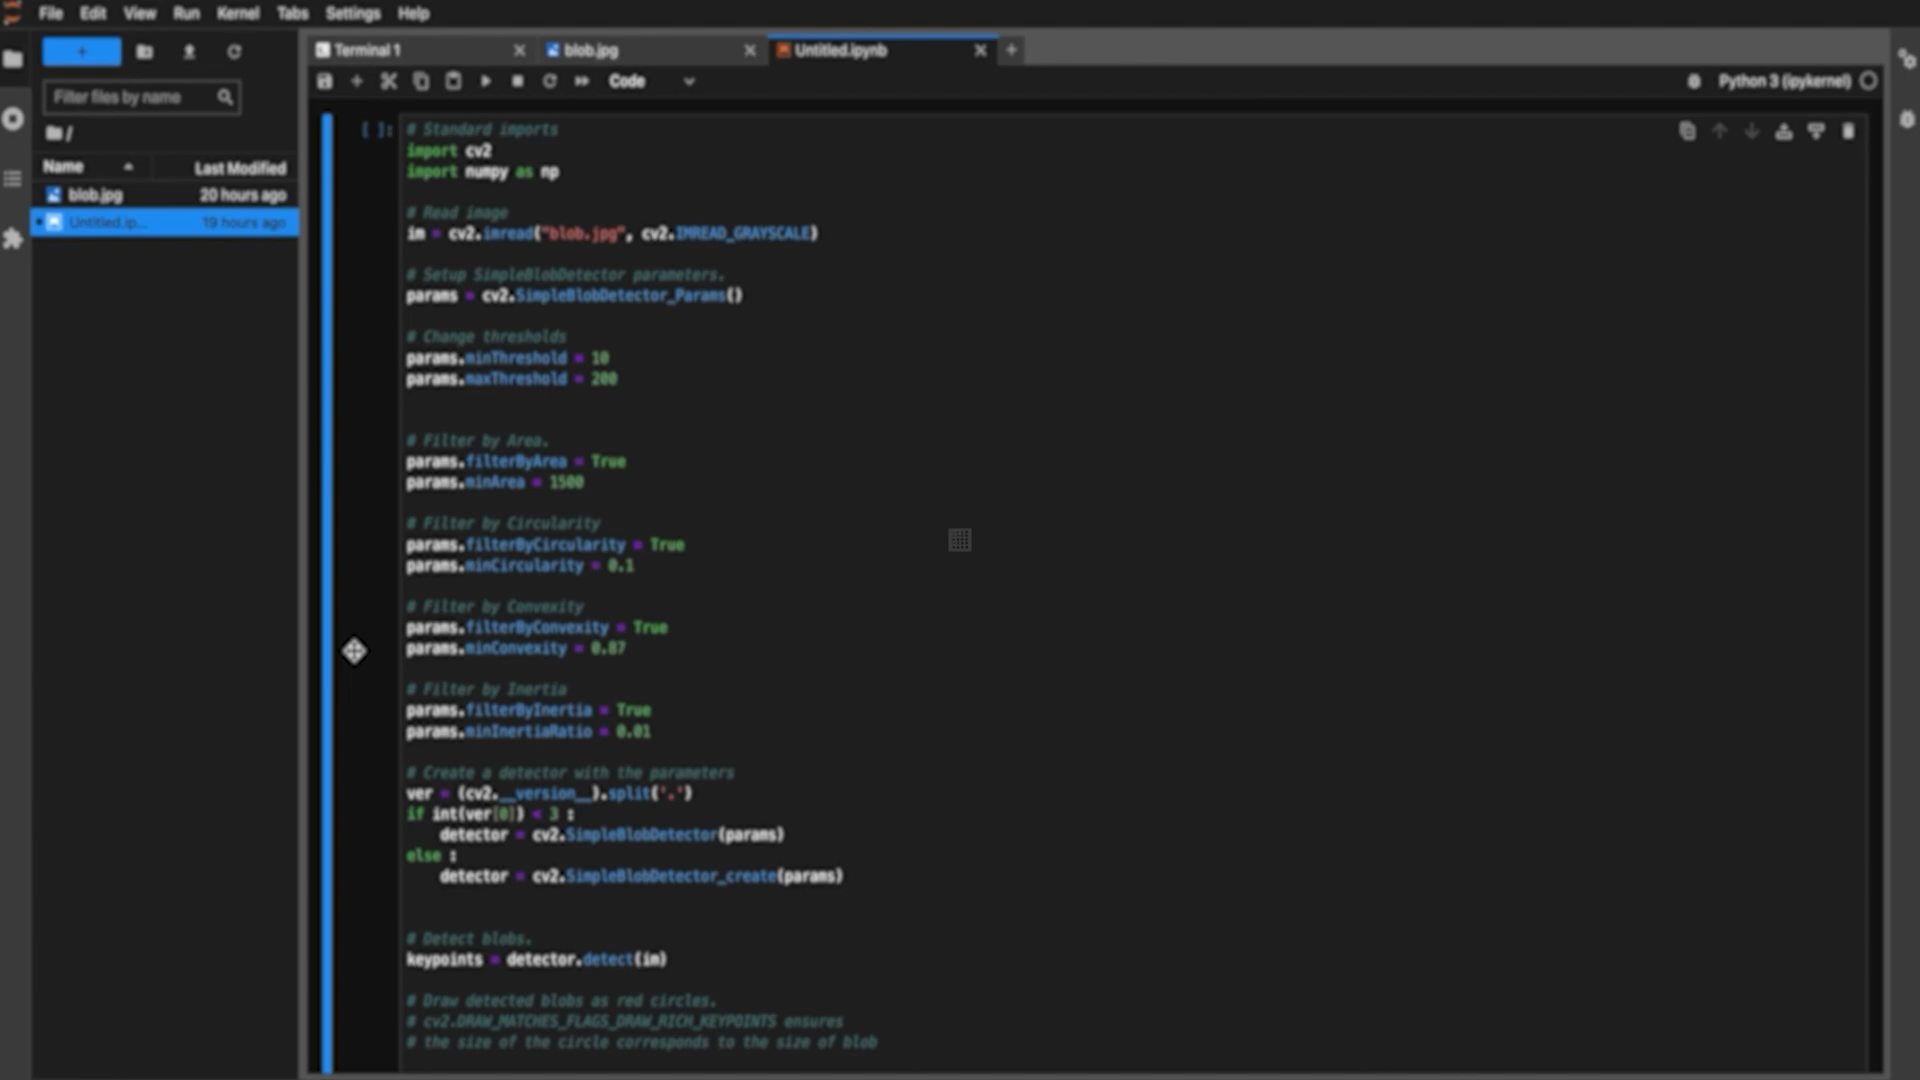 File Edit View Run Kernel Tabs Settings Help
+
Filter files by name
/
Name Last Modified
blob.jpg 20 hours ago
Untitled.ip... 19 hours ago
Terminal 1 blob.jpg Untitled.ipynb
Code Python 3 (ipykernel)
[ ]:
# Standard imports
import cv2
import numpy as np
# Read image
im = cv2.imread("blob.jpg", cv2.IMREAD_GRAYSCALE)
# Setup SimpleBlobDetector parameters.
params = cv2.SimpleBlobDetector_Params()
# Change thresholds
params.minThreshold = 10
params.maxThreshold = 200
# Filter by Area.
params.filterByArea = True
params.minArea = 1500
# Filter by Circularity
params.filterByCircularity = True
params.minCircularity = 0.1
# Filter by Convexity
params.filterByConvexity = True
params.minConvexity = 0.87
# Filter by Inertia
params.filterByInertia = True
params.minInertiaRatio = 0.01
# Create a detector with the parameters
ver = (cv2.__version__).split('.')
if int(ver[0]) < 3 :
    detector = cv2.SimpleBlobDetector(params)
else :
    detector = cv2.SimpleBlobDetector_create(params)
# Detect blobs.
keypoints = detector.detect(im)
# Draw detected blobs as red circles.
# cv2.DRAW_MATCHES_FLAGS_DRAW_RICH_KEYPOINTS ensures
# the size of the circle corresponds to the size of blob